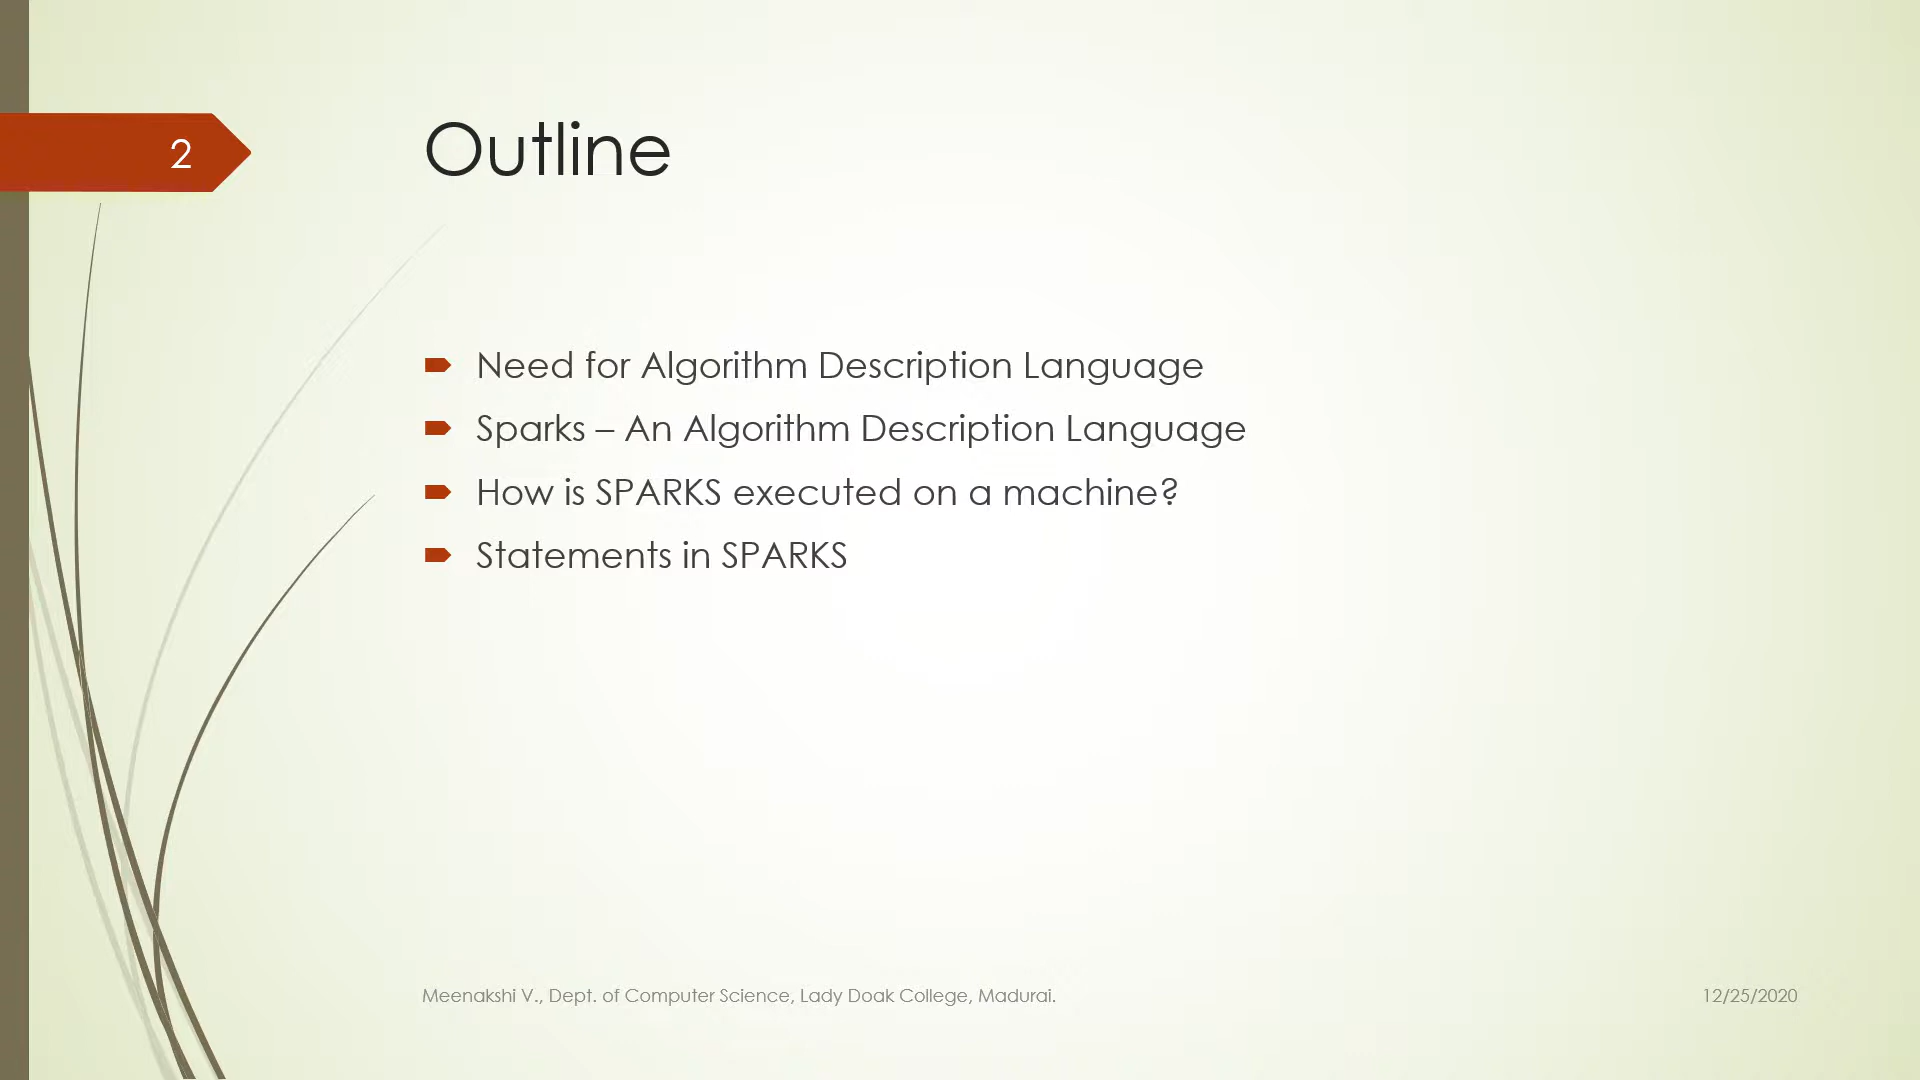 2
Outline
Need for Algorithm Description Language
Sparks – An Algorithm Description Language
How is SPARKS executed on a machine?
Statements in SPARKS
Meenakshi V., Dept. of Computer Science, Lady Doak College, Madurai.
12/25/2020